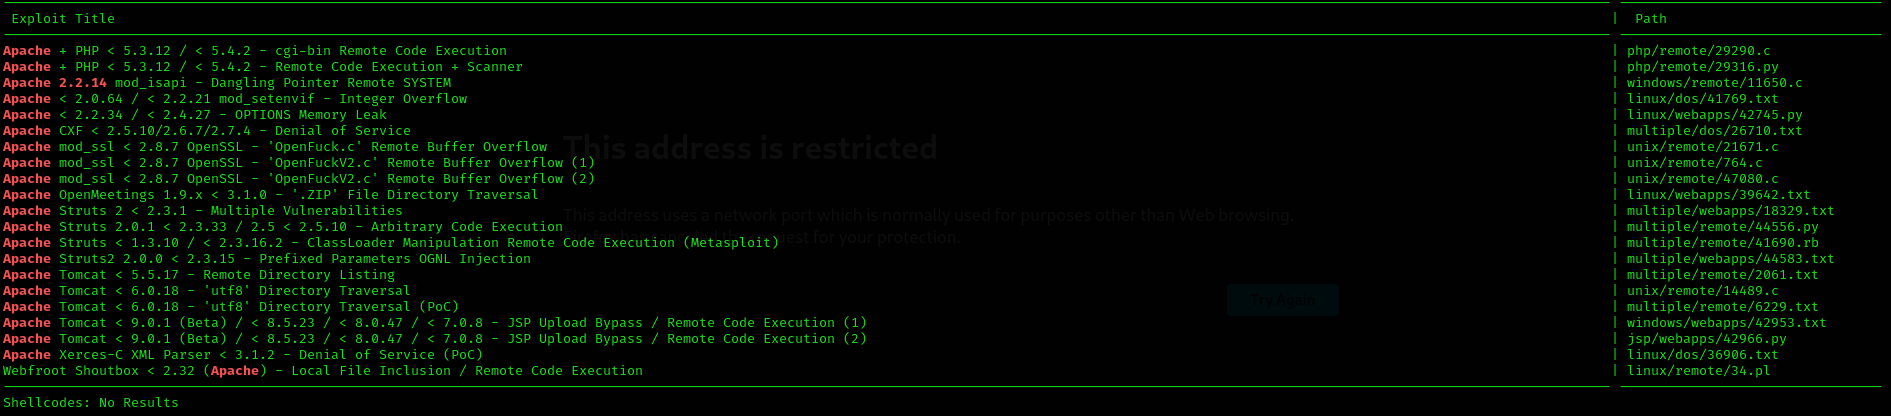 Exploit Title | Path
Apache + PHP < 5.3.12 / < 5.4.2 - cgi-bin Remote Code Execution | php/remote/29290.c
Apache + PHP < 5.3.12 / < 5.4.2 - Remote Code Execution + Scanner | php/remote/29316.py
Apache 2.2.14 mod_isapi - Dangling Pointer Remote SYSTEM | windows/remote/11650.c
Apache < 2.0.64 / < 2.2.21 mod_setenvif - Integer Overflow | linux/dos/41769.txt
Apache < 2.2.34 / < 2.4.27 - OPTIONS Memory Leak | linux/webapps/42745.py
Apache CXF < 2.5.10/2.6.7/2.7.4 - Denial of Service | multiple/dos/26710.txt
Apache mod_ssl < 2.8.7 OpenSSL - 'OpenFuck.c' Remote Buffer Overflow | unix/remote/21671.c
Apache mod_ssl < 2.8.7 OpenSSL - 'OpenFuckV2.c' Remote Buffer Overflow (1) | unix/remote/764.c
Apache mod_ssl < 2.8.7 OpenSSL - 'OpenFuckV2.c' Remote Buffer Overflow (2) | unix/remote/47080.c
Apache OpenMeetings 1.9.x < 3.1.0 - '.ZIP' File Directory Traversal | linux/webapps/39642.txt
Apache Struts 2 < 2.3.1 - Multiple Vulnerabilities | multiple/webapps/18329.txt
Apache Struts 2.0.1 < 2.3.33 / 2.5 < 2.5.10 - Arbitrary Code Execution | multiple/remote/44556.py
Apache Struts < 1.3.10 / < 2.3.16.2 - ClassLoader Manipulation Remote Code Execution (Metasploit) | multiple/remote/41690.rb
Apache Struts2 2.0.0 < 2.3.15 - Prefixed Parameters OGNL Injection | multiple/webapps/44583.txt
Apache Tomcat < 5.5.17 - Remote Directory Listing | multiple/remote/2061.txt
Apache Tomcat < 6.0.18 - 'utf8' Directory Traversal | unix/remote/14489.c
Apache Tomcat < 6.0.18 - 'utf8' Directory Traversal (PoC) | multiple/remote/6229.txt
Apache Tomcat < 9.0.1 (Beta) / < 8.5.23 / < 8.0.47 / < 7.0.8 - JSP Upload Bypass / Remote Code Execution (1) | windows/webapps/42953.txt
Apache Tomcat < 9.0.1 (Beta) / < 8.5.23 / < 8.0.47 / < 7.0.8 - JSP Upload Bypass / Remote Code Execution (2) | jsp/webapps/42966.py
Apache Xerces-C XML Parser < 3.1.2 - Denial of Service (PoC) | linux/dos/36906.txt
Webfroot Shoutbox < 2.32 (Apache) - Local File Inclusion / Remote Code Execution | linux/remote/34.pl
Shellcodes: No Results
This address is restricted
This address uses a network port which is normally used for purposes other than Web browsing.
request for your protection.
Try Again